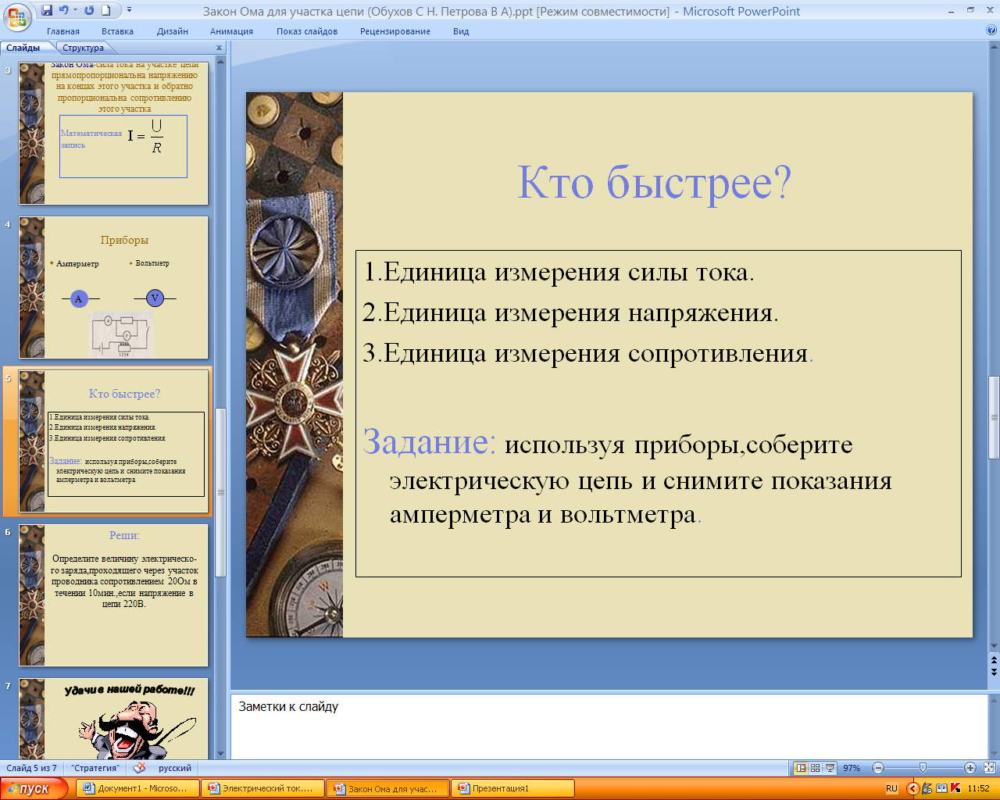 Закон Ома для участка цепи (Обухов С Н. Петрова В А).ppt [Режим совместимости] - Microsoft PowerPoint
Главная Вставка Дизайн Анимация Показ слайдов Рецензирование Вид
Слайды Структура
3
Закон Ома-сила тока на участке цепи
прямопропорциональна напряжению
на концах этого участка и обратно
пропорциональна сопротивлению
этого участка
Математическая
запись
I = U
R
4
Приборы
Амперметр Вольтметр
A V
5
Кто быстрее?
1.Единица измерения силы тока.
2.Единица измерения напряжения.
3.Единица измерения сопротивления.
Задание: используя приборы,соберите
электрическую цепь и снимите показания
амперметра и вольтметра.
6
Реши:
Определите величину электрическо-
го заряда,проходящего через участок
проводника сопротивлением 20Ом в
течении 10мин.,если напряжение в
цепи 220В.
7
Удачи в нашей работе!!!
Кто быстрее?
1.Единица измерения силы тока.
2.Единица измерения напряжения.
3.Единица измерения сопротивления.
Задание: используя приборы,соберите
электрическую цепь и снимите показания
амперметра и вольтметра.
Заметки к слайду
Слайд 5 из 7 "Стратегия" русский 97%
пуск Документ1 - Microso... Электрический ток.... Закон Ома для учас... Презентация1 RU 11:52